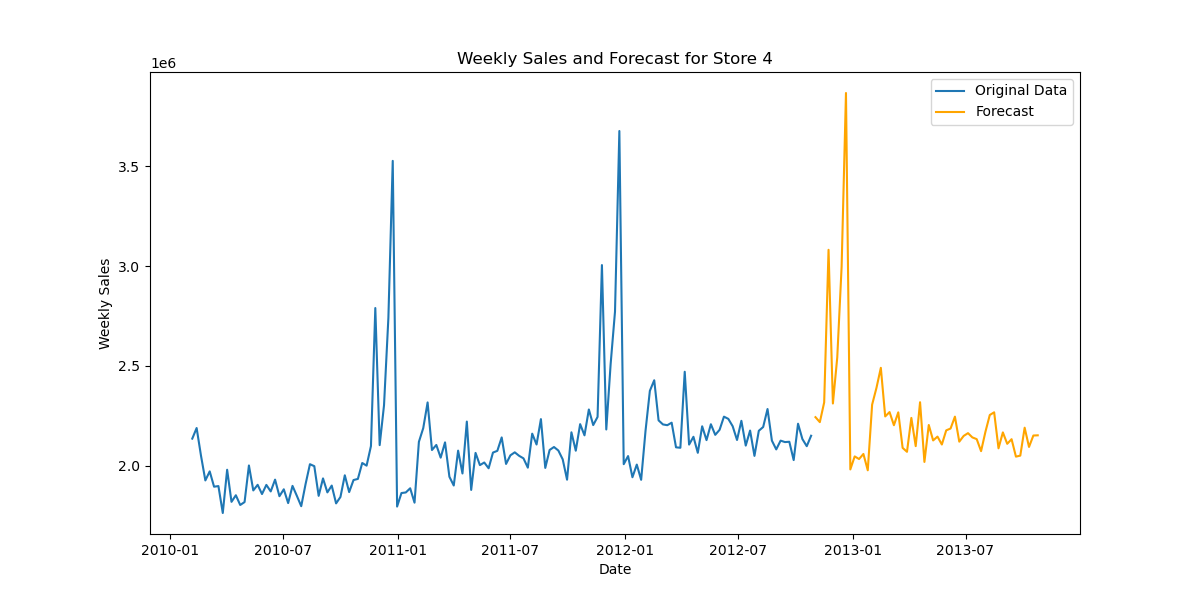 Weekly Sales and Forecast for Store 4
1e6
Original Data
Forecast
3.5
3.0
2.5
2.0
Weekly Sales
2010-01 2010-07 2011-01 2011-07 2012-01 2012-07 2013-01 2013-07
Date